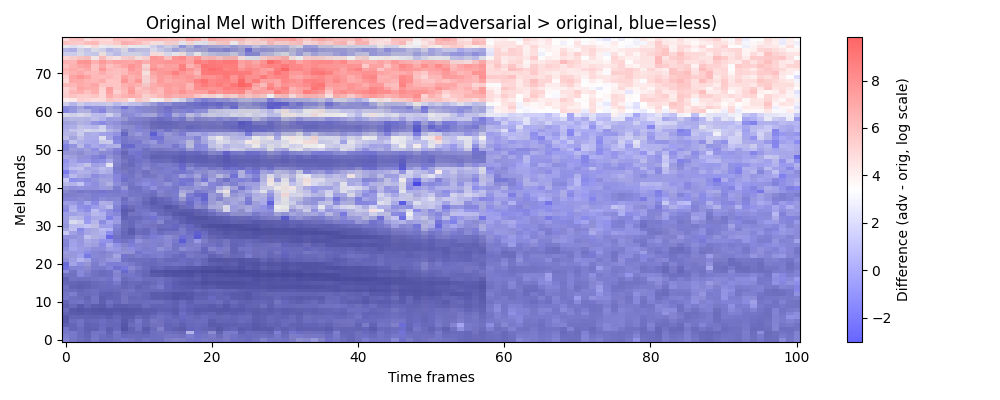 Original Mel with Differences (red=adversarial > original, blue=less)
Mel bands
70
60
50
40
30
20
10
0
0 20 40 60 80 100
Time frames
8
6
4
2
0
−2
Difference (adv - orig, log scale)